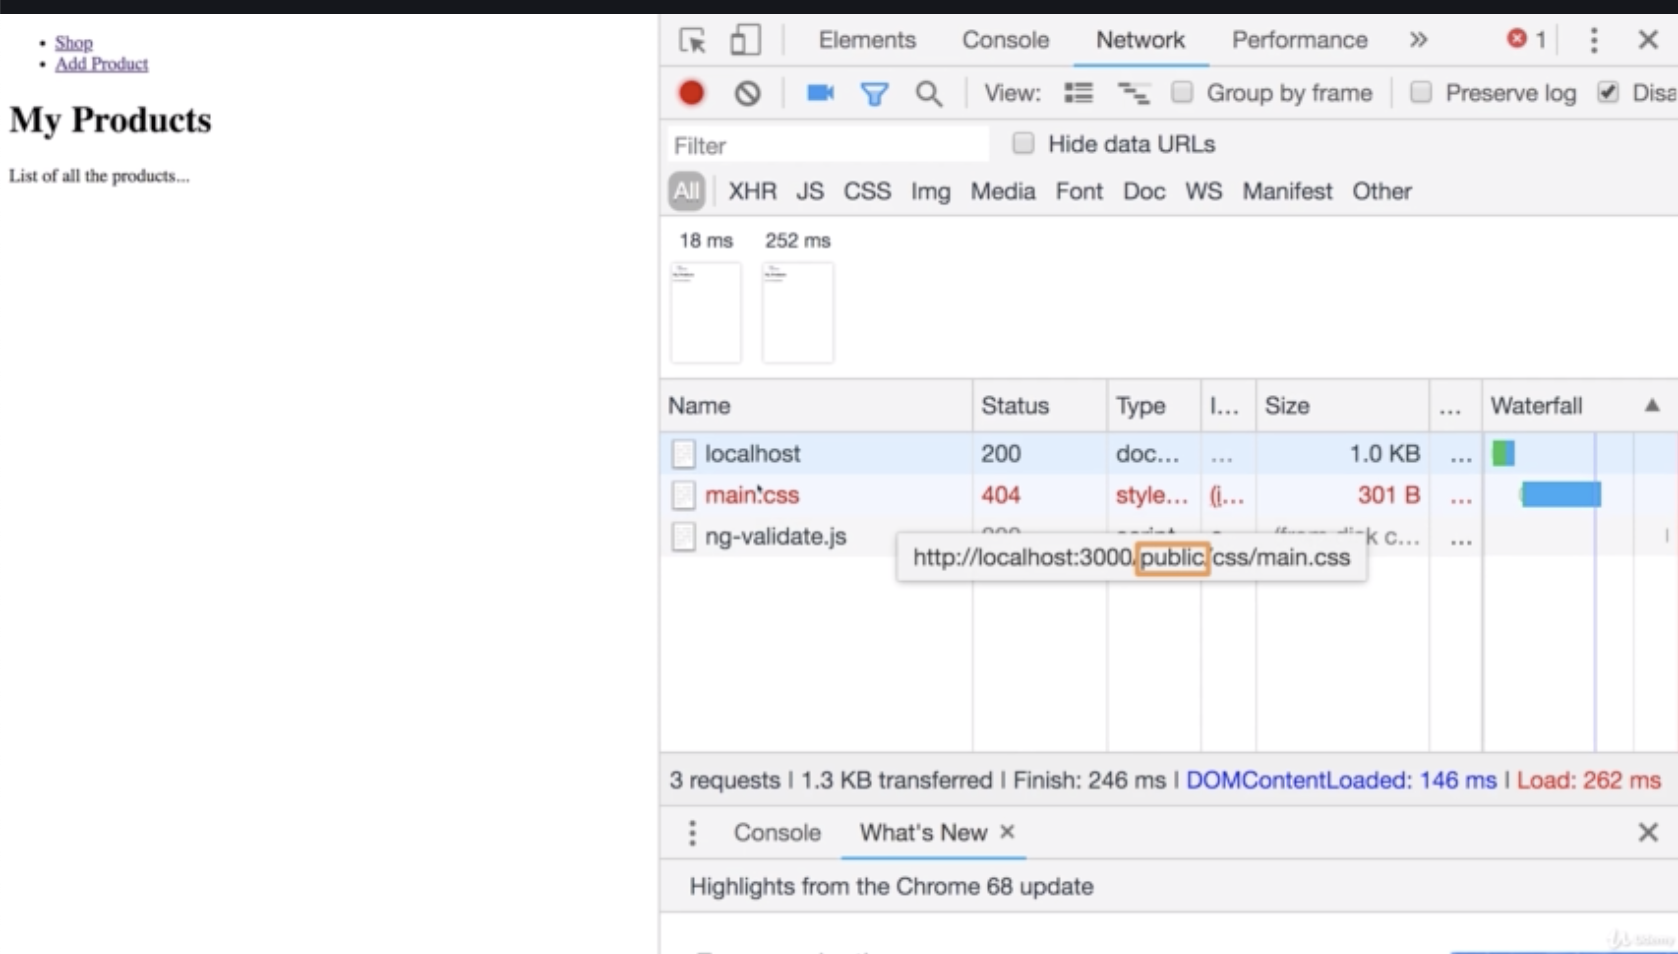 Shop
Add Product
My Products
List of all the products...
Elements Console Network Performance » 1
View: Group by frame Preserve log Disa
Filter Hide data URLs
All XHR JS CSS Img Media Font Doc WS Manifest Other
18 ms 252 ms
Name Status Type I... Size ... Waterfall
localhost 200 doc... ... 1.0 KB ...
main.css 404 style... (i... 301 B ...
ng-validate.js k c... ...
http://localhost:3000/public/css/main.css
3 requests | 1.3 KB transferred | Finish: 246 ms | DOMContentLoaded: 146 ms | Load: 262 ms
Console What's New
Highlights from the Chrome 68 update
Udemy